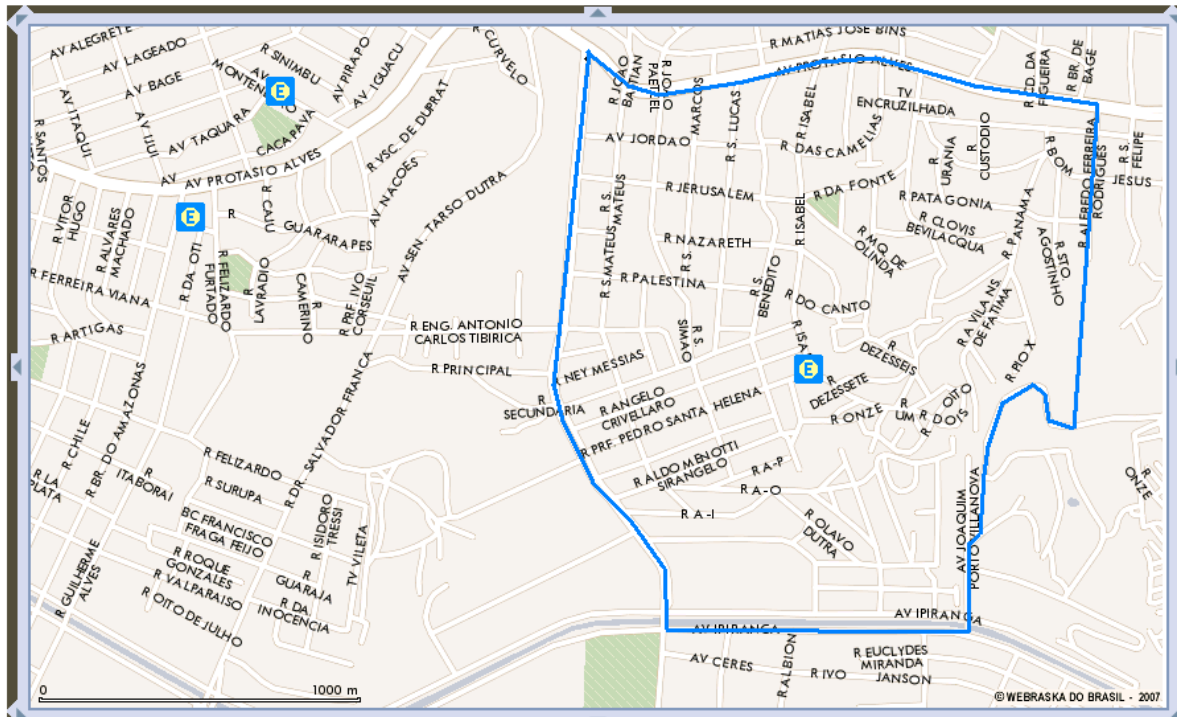 AV ALEGRETE
AV LAGEADO
AV BAGE
R SINIMBU
AV PIRAPO
AV IGUACU
R CURVELO
E
AV TAQUARA
CACAPAVA
AV ITAQUI
AV IJUI
R SANTOS
AV
AV PROTASIO ALVES
R VSC. DE DUPRAT
R VITOR
HUGO
R ALVARES
MACHADO
E
R DA. OTI
R FELIZARDO
FURTADO
R CAJU
R
GUARARAPES
AV NACOES
AV SEN. TARSO DUTRA
R FERREIRA VIANA
R
LAVRADIO
R
CAMERINO
R PRF. IVO
CORSEUIL
R ARTIGAS
R ENG. ANTONIO
CARLOS TIBIRICA
R PRINCIPAL
R
SECUNDARIA
R CHILE
R BR. DO AMAZONAS
R DR. SALVADOR FRANCA
R LA
PLATA
R
ITABORAI
R FELIZARDO
R SURUPA
BC FRANCISCO
FRAGA FEIJO
R ISIDORO
TRESSI
TV VILETA
R ROQUE
GONZALES
R VALPARAISO
R OITO DE JULHO
R
GUARAJA
R DA.
INOCENCIA
R GUILHERME
ALVES
R MATIAS JOSE BINS
AV PROTASIO ALVES
R JOAO
BASTIAN
R JOAO
PAETZEL
MARCOS
R S. LUCAS
R ISABEL
TV
ENCRUZILHADA
R CD. DA
FIGUEIRA
R BR. DE
BAGE
AV JORDAO
R DAS CAMELIAS
R
URANIA
R
CUSTODIO
R BOM
JESUS
R S.
FELIPE
R ALFREDO FERREIRA
RODRIGUES
R JERUSALEM
R DA FONTE
R PATAGONIA
R CLOVIS
BEVILACQUA
R PANAMA
R S.
MATEUS
R S.MATEUS
R NAZARETH
R S.
R ISABEL
R M.Q. DE
OLINDA
R STO.
AGOSTINHO
R PALESTINA
R S.
BENEDITO
R DO CANTO
R A VILA NS.
DE FATIMA
R S.
SIMAO
R ISA
E
R
DEZESSEIS
R PIO X
R NEY MESSIAS
R
DEZESSETE
R ANGELO
CRIVELLARO
R PRF. PEDRO SANTA HELENA
R ONZE
R
UM
R DOIS
OITO
R ALDO MENOTTI
SIRANGELO
R A-P
R A-O
R A-I
R OLAVO
DUTRA
AV JOAQUIM
PORTO VILLANOVA
R
ONZE
AV IPIRANGA
AV IPIRANGA
AV CERES
R ALBION
R IVO
JANSON
R EUCLYDES
MIRANDA
0 1000 m
© WEBRASKA DO BRASIL - 2007